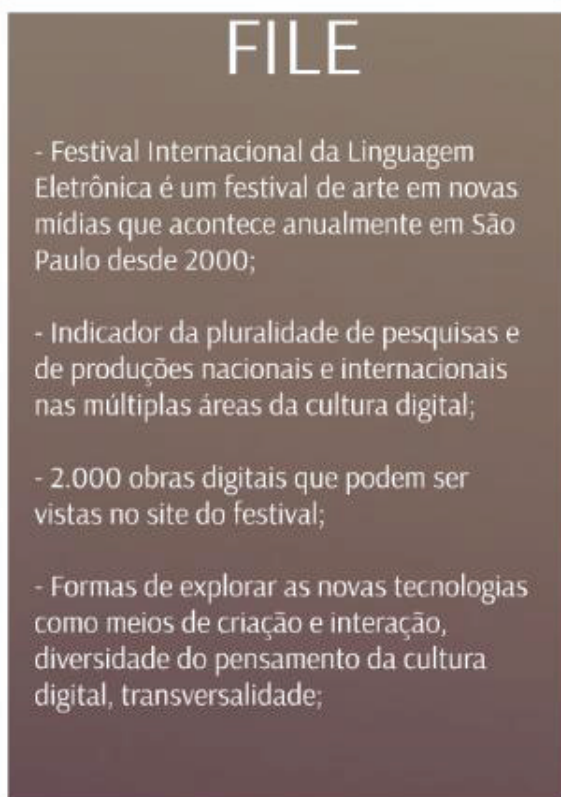 FILE
- Festival Internacional da Linguagem
Eletrônica é um festival de arte em novas
mídias que acontece anualmente em São
Paulo desde 2000;
- Indicador da pluralidade de pesquisas e
de produções nacionais e internacionais
nas múltiplas áreas da cultura digital;
- 2.000 obras digitais que podem ser
vistas no site do festival;
- Formas de explorar as novas tecnologias
como meios de criação e interação,
diversidade do pensamento da cultura
digital, transversalidade;